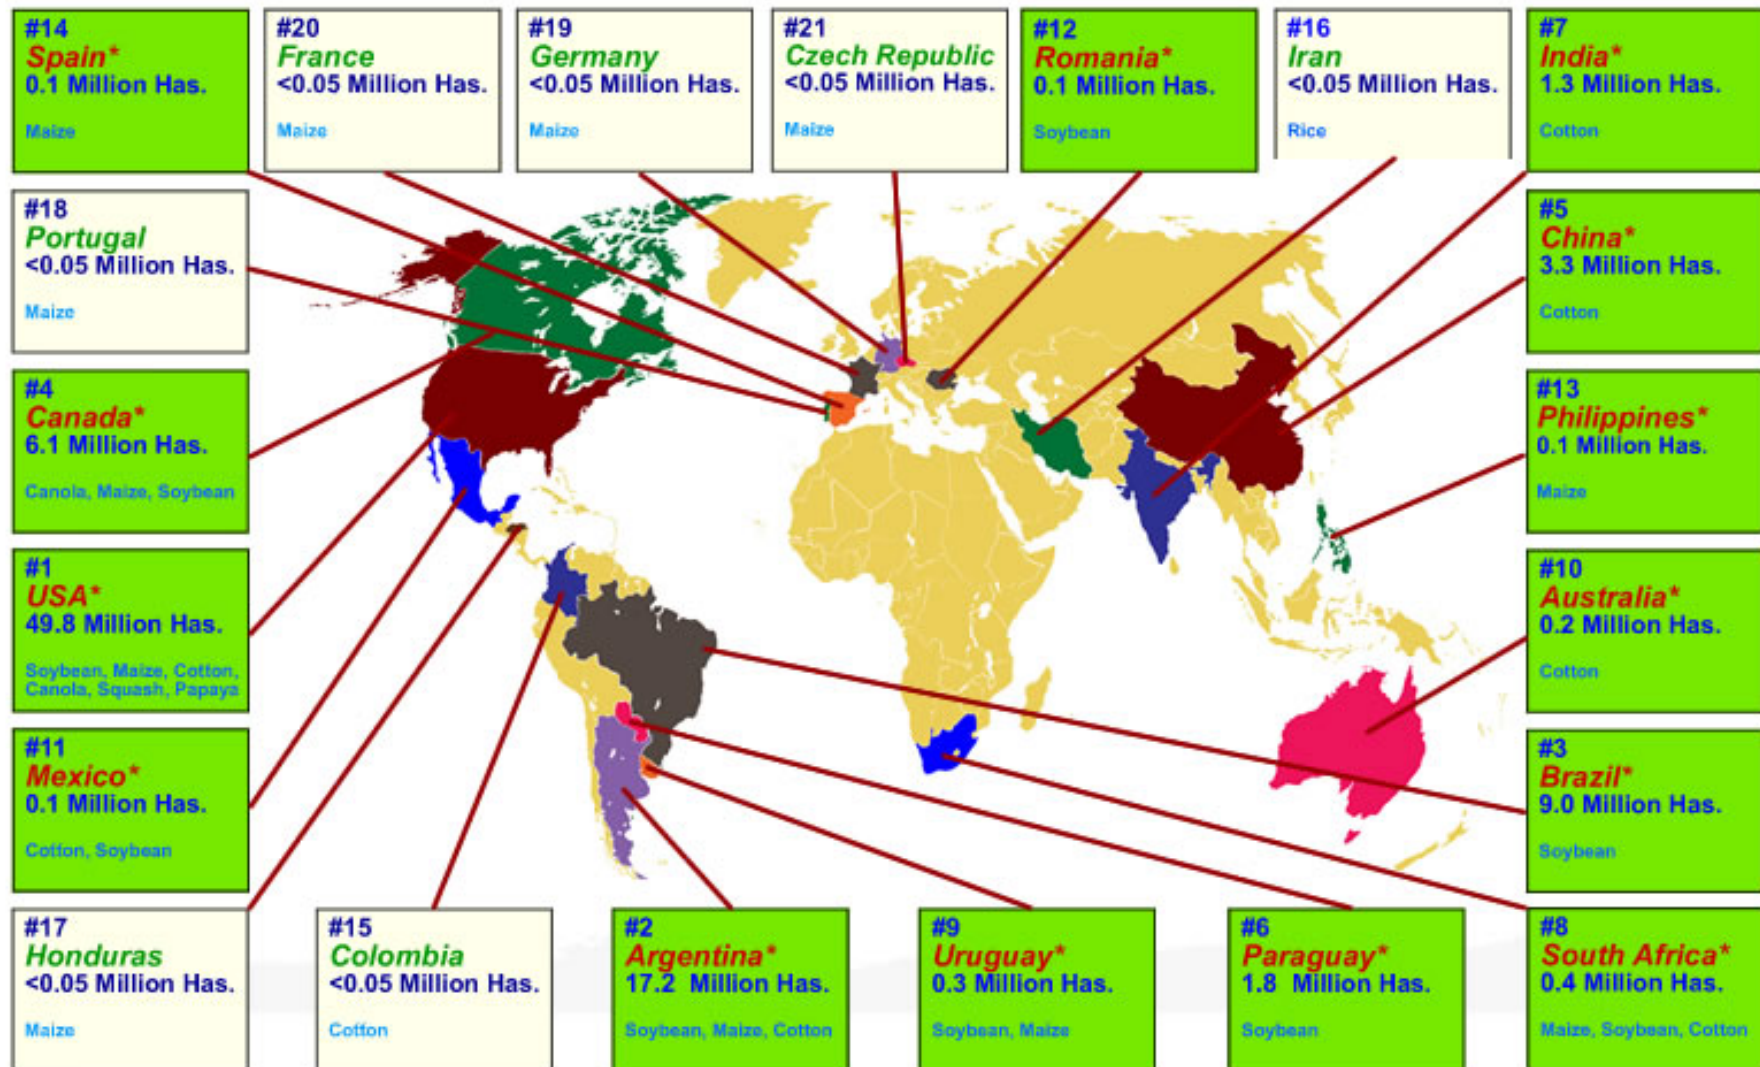 #14
Spain*
0.1 Million Has.
Maize
#20
France
<0.05 Million Has.
Maize
#19
Germany
<0.05 Million Has.
Maize
#21
Czech Republic
<0.05 Million Has.
Maize
#12
Romania*
0.1 Million Has.
Soybean
#16
Iran
<0.05 Million Has.
Rice
#7
India*
1.3 Million Has.
Cotton
#18
Portugal
<0.05 Million Has.
Maize
#5
China*
3.3 Million Has.
Cotton
#4
Canada*
6.1 Million Has.
Canola, Maize, Soybean
#13
Philippines*
0.1 Million Has.
Maize
#1
USA*
49.8 Million Has.
Soybean, Maize, Cotton,
Canola, Squash, Papaya
#10
Australia*
0.2 Million Has.
Cotton
#11
Mexico*
0.1 Million Has.
Cotton, Soybean
#3
Brazil*
9.0 Million Has.
Soybean
#17
Honduras
<0.05 Million Has.
Maize
#15
Colombia
<0.05 Million Has.
Cotton
#2
Argentina*
17.2 Million Has.
Soybean, Maize, Cotton
#9
Uruguay*
0.3 Million Has.
Soybean, Maize
#6
Paraguay*
1.8 Million Has.
Soybean
#8
South Africa*
0.4 Million Has.
Maize, Soybean, Cotton